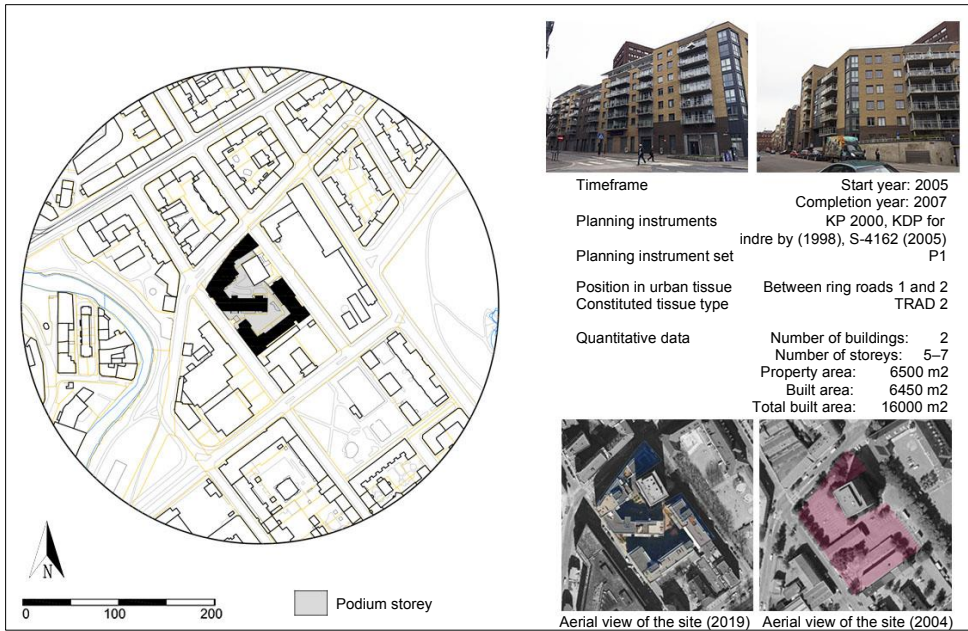 Timeframe Start year: 2005
Completion year: 2007
Planning instruments KP 2000, KDP for
indre by (1998), S-4162 (2005)
Planning instrument set P1
Position in urban tissue Between ring roads 1 and 2
Constituted tissue type TRAD 2
Quantitative data Number of buildings: 2
Number of storeys: 5–7
Property area: 6500 m2
Built area: 6450 m2
Total built area: 16000 m2
N
0 100 200
Podium storey
Aerial view of the site (2019) Aerial view of the site (2004)